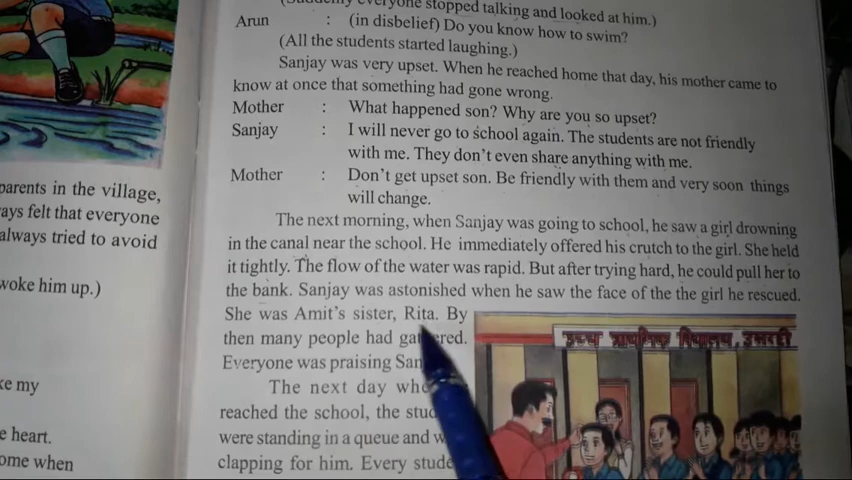 parents in the village,
ays felt that everyone
always tried to avoid
woke him up.)
ke my
e heart.
ome when
everyone stopped talking and looked at him.)
Arun : (in disbelief) Do you know how to swim?
(All the students started laughing.)
Sanjay was very upset. When he reached home that day, his mother came to
know at once that something had gone wrong.
Mother : What happened son? Why are you so upset?
Sanjay : I will never go to school again. The students are not friendly
with me. They don't even share anything with me.
Mother : Don't get upset son. Be friendly with them and very soon things
will change.
The next morning, when Sanjay was going to school, he saw a girl drowning
in the canal near the school. He immediately offered his crutch to the girl. She held
it tightly. The flow of the water was rapid. But after trying hard, he could pull her to
the bank. Sanjay was astonished when he saw the face of the the girl he rescued.
She was Amit's sister, Rita. By
then many people had gathered.
Everyone was praising San
The next day whe
reached the school, the stud
were standing in a queue and w
clapping for him. Every stude
उच्च प्राथमिक विद्यालय,